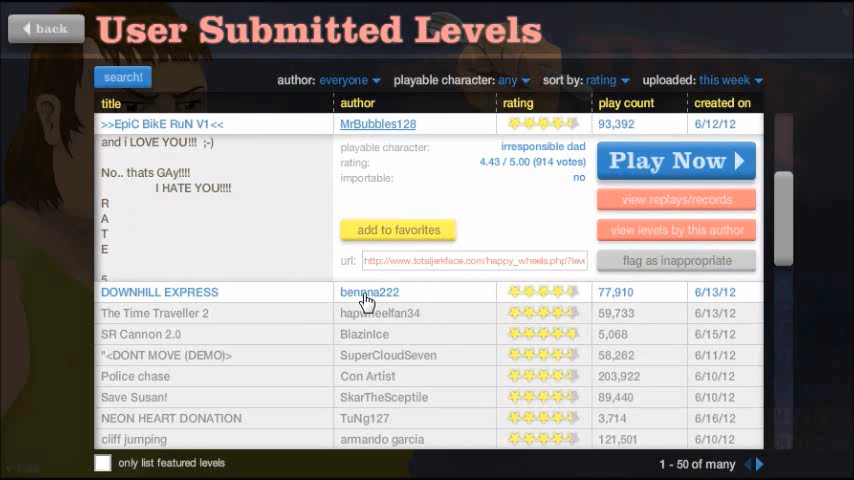 back
User Submitted Levels
search!
author: everyone playable character: any sort by: rating uploaded: this week
title author rating play count created on
>>EpiC BikE RuN V1<< MrBubbles128 93,392 6/12/12
and i LOVE YOU!!! ;-)
No.. thats GAy!!!!
I HATE YOU!!!!
R
A
T
E
playable character: irresponsible dad
rating: 4.43 / 5.00 (914 votes)
importable: no
add to favorites
url: http://www.totaljerkface.com/happy_wheels.php?leve
Play Now
view replays/records
view levels by this author
flag as inappropriate
DOWNHILL EXPRESS 77,910 6/13/12
The Time Traveller 2 hapwheelfan34 59,733 6/13/12
SR Cannon 2.0 BlazinIce 5,068 6/15/12
"<DONT MOVE (DEMO)> SuperCloudSeven 58,262 6/11/12
Police chase Con Artist 203,922 6/10/12
Save Susan! SkarTheSceptile 89,440 6/10/12
NEON HEART DONATION TuNg127 3,714 6/16/12
cliff jumping armando garcia 121,501 6/10/12
only list featured levels 1 - 50 of many